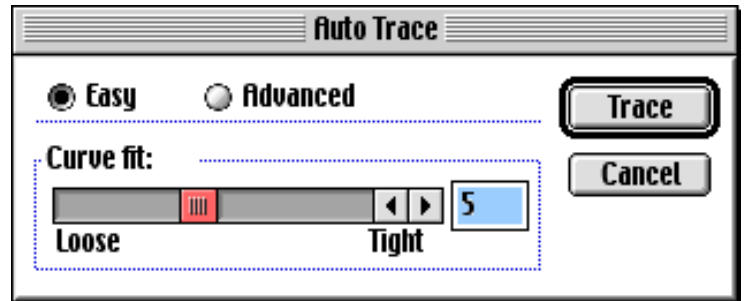 Auto Trace
Easy Advanced Trace
Curve fit: Cancel
5
Loose Tight